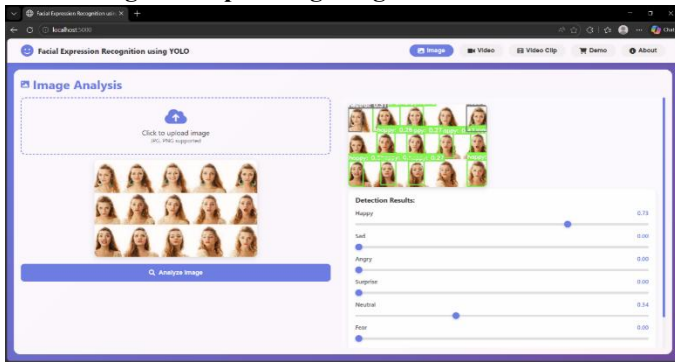 Facial Expression Recognition usin
localhost:5000
Chat
Facial Expression Recognition using YOLO
Image
Video
Video Clip
Demo
About
Image Analysis
Click to upload image
JPG, PNG supported
Analyze Image
Detection Results:
Happy
0.73
Sad
0.00
Angry
0.00
Surprise
0.00
Neutral
0.34
Fear
0.00